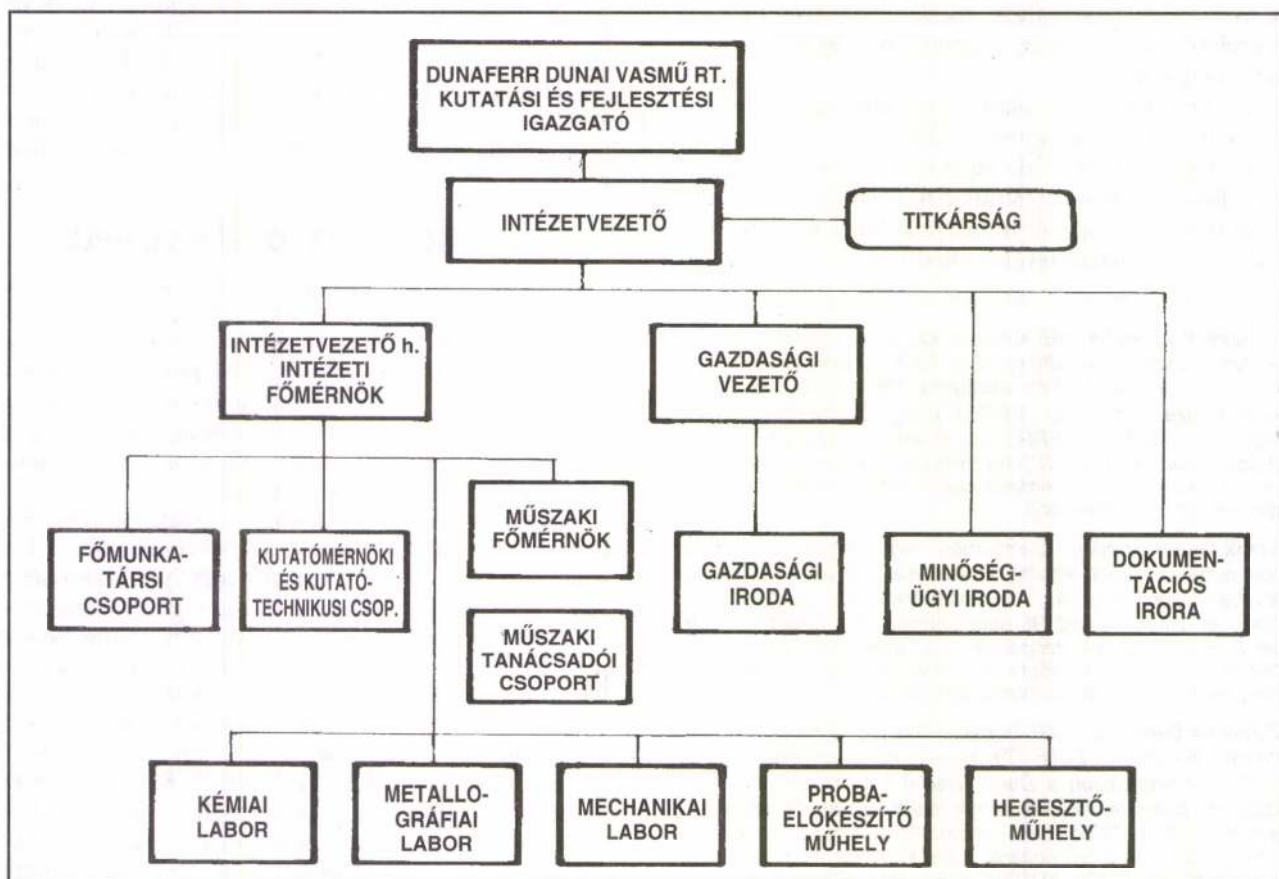 DUNAFERR DUNAI VASMŰ RT.
KUTATÁSI ÉS FEJLESZTÉSI
IGAZGATÓ
INTÉZETVEZETŐ
TITKÁRSÁG
INTÉZETVEZETŐ h.
INTÉZETI
FŐMÉRNÖK
GAZDASÁGI
VEZETŐ
FŐMUNKA-
TÁRSI
CSOPORT
KUTATÓMÉRNÖKI
ÉS KUTATÓ-
TECHNIKUSI CSOP.
MŰSZAKI
FŐMÉRNÖK
MŰSZAKI
TANÁCSADÓI
CSOPORT
GAZDASÁGI
IRODA
MINŐSÉG-
ÜGYI IRODA
DOKUMEN-
TÁCIÓS
IRORA
KÉMIAI
LABOR
METALLO-
GRÁFIAI
LABOR
MECHANIKAI
LABOR
PRÓBA-
ELŐKÉSZÍTŐ
MŰHELY
HEGESZTŐ-
MŰHELY